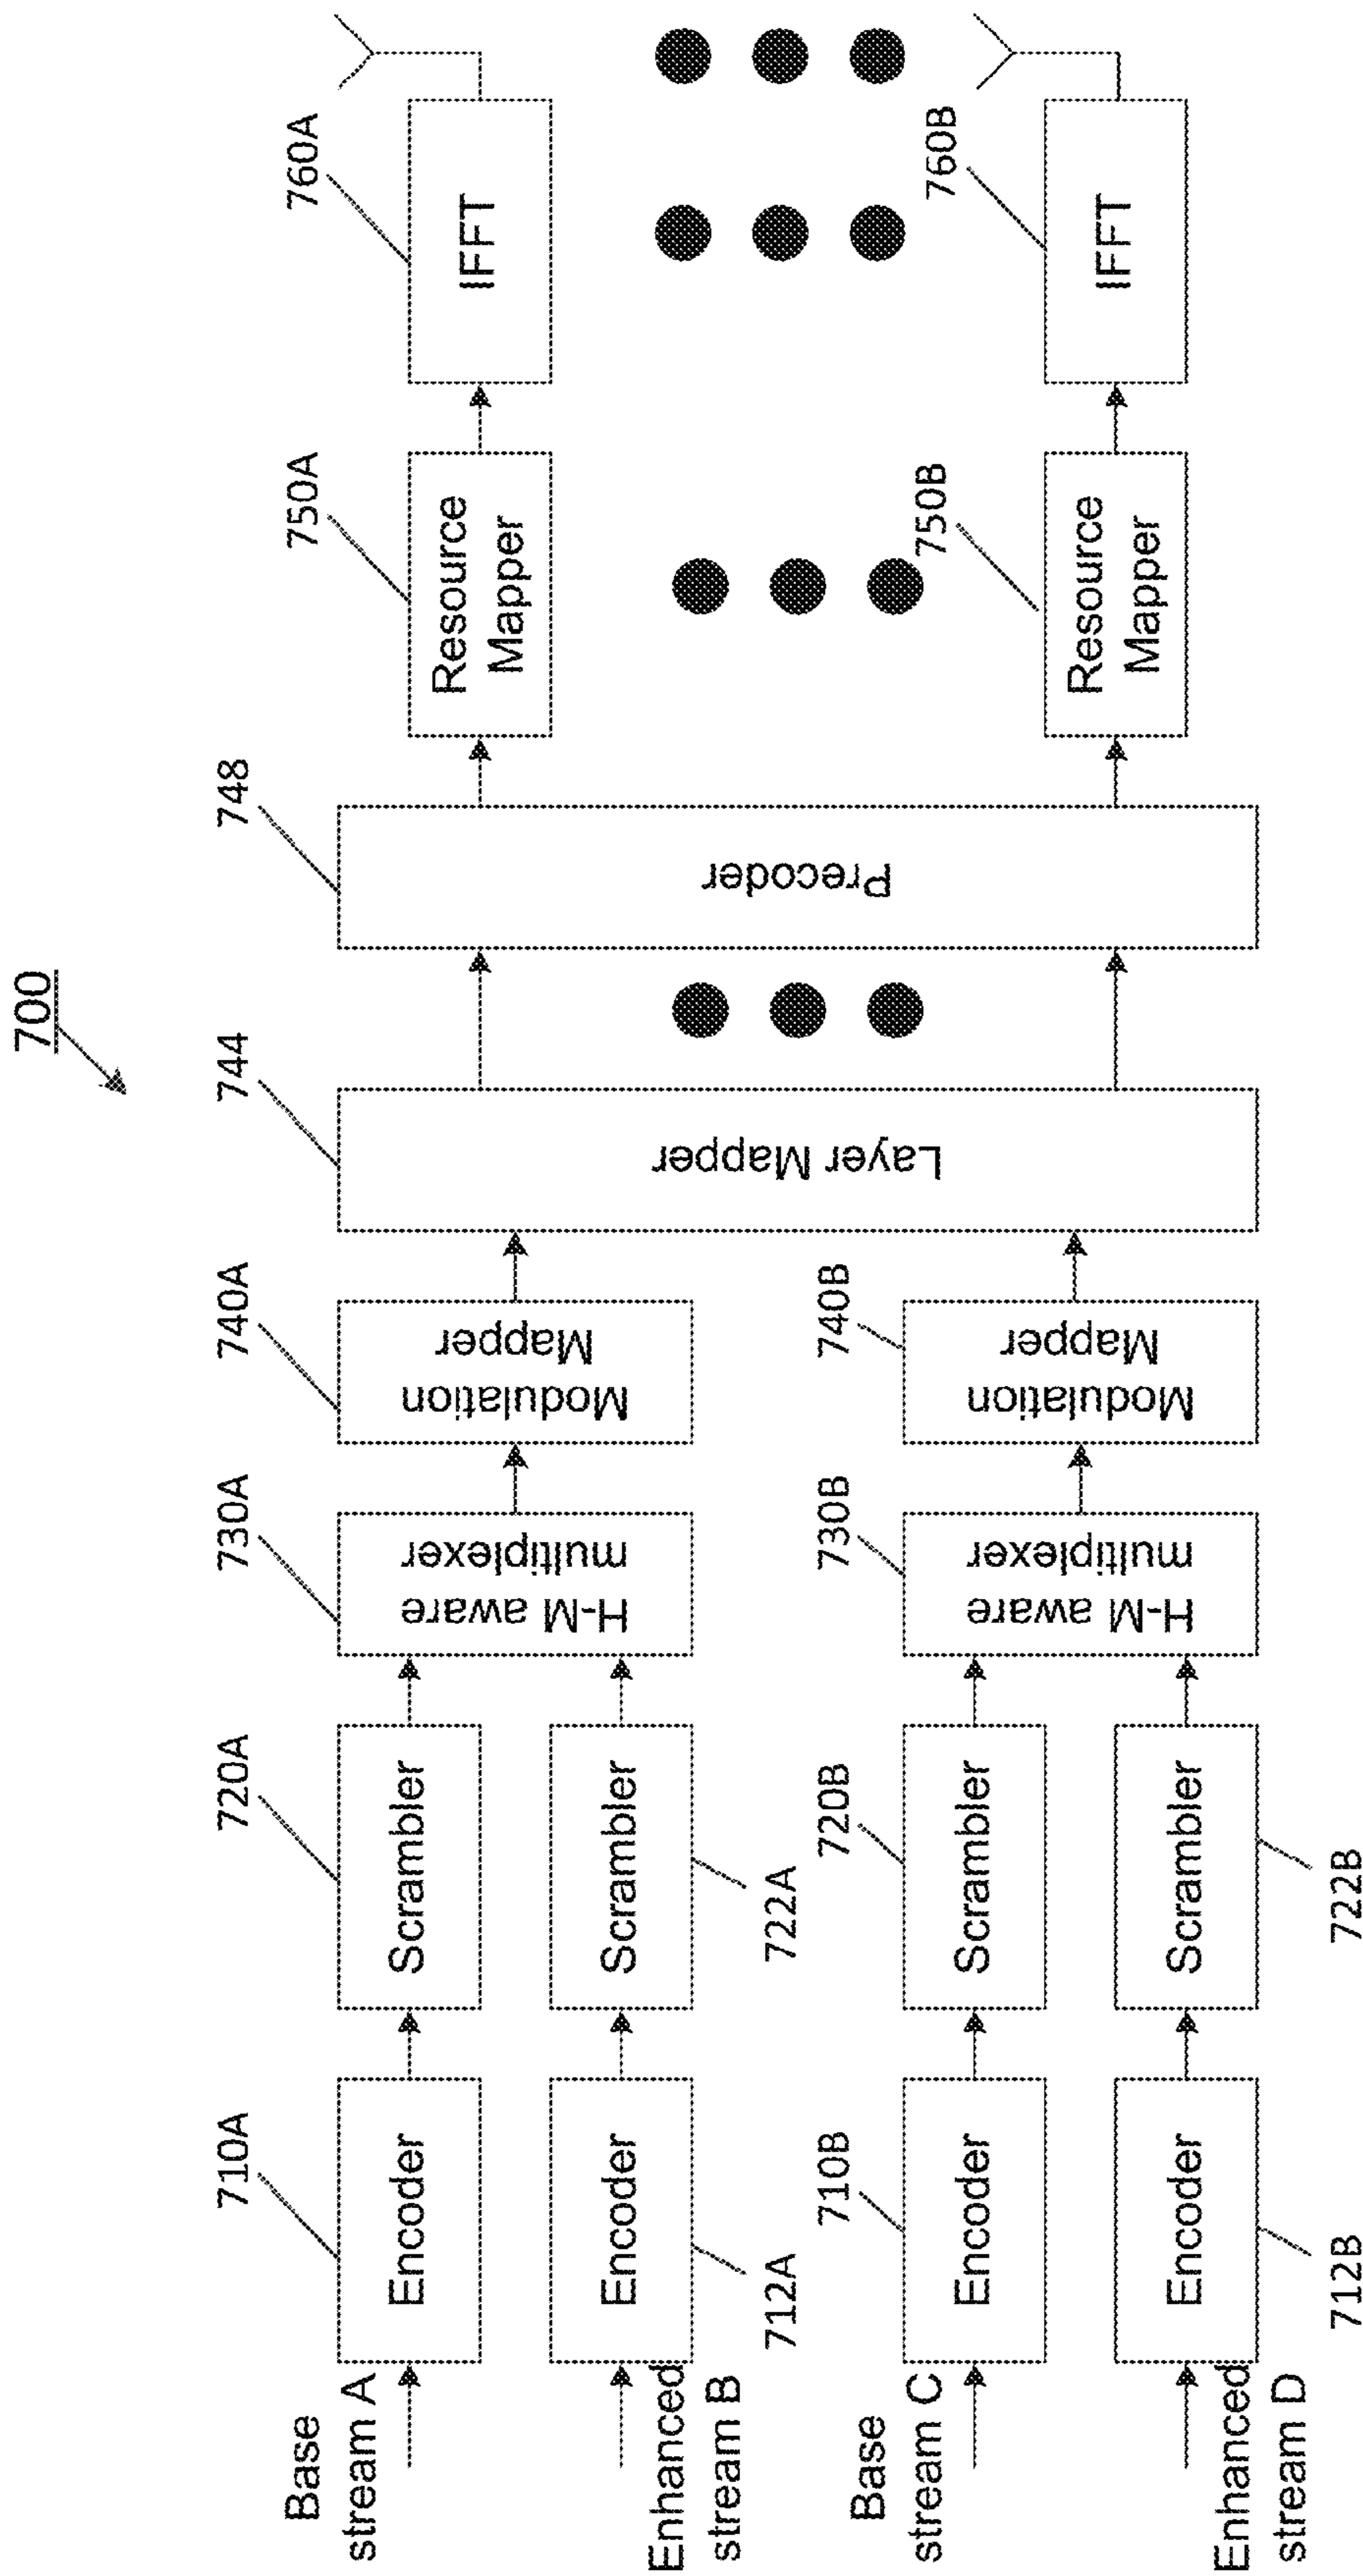 700
Base
stream A
710A
Encoder
720A
Scrambler
Enhanced
stream B
712A
Encoder
722A
Scrambler
730A
H-M aware
multiplexer
740A
Modulation
Mapper
Base
stream C
710B
Encoder
720B
Scrambler
Enhanced
stream D
712B
Encoder
722B
Scrambler
730B
H-M aware
multiplexer
740B
Modulation
Mapper
744
Layer Mapper
748
Precoder
750A
Resource
Mapper
760A
IFFT
750B
Resource
Mapper
760B
IFFT